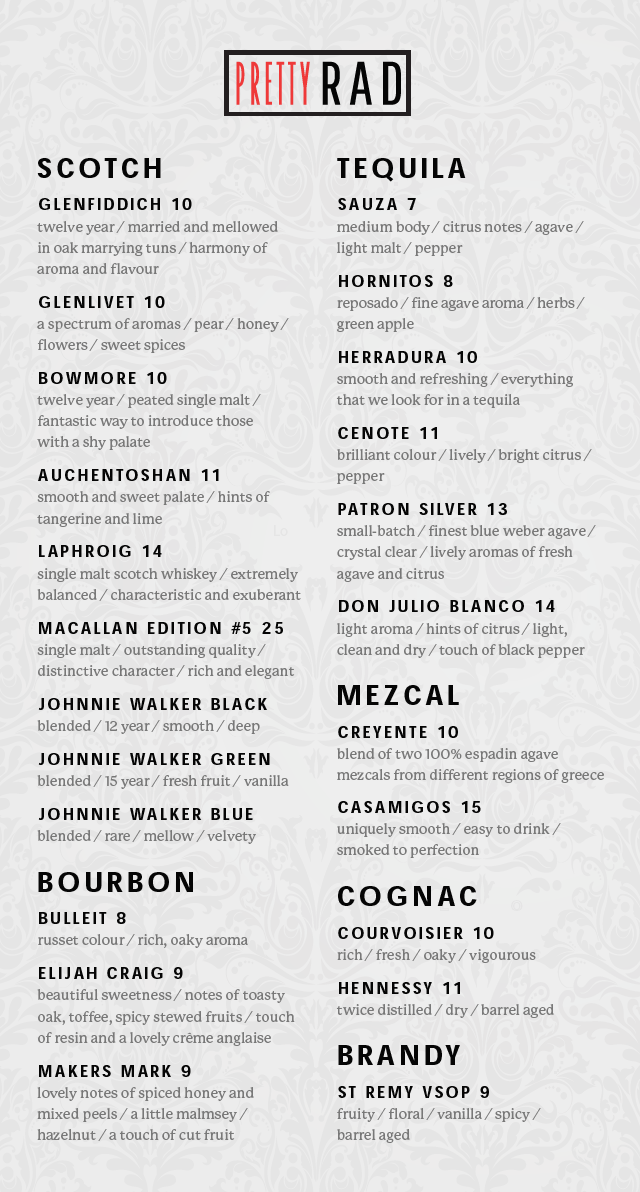 PRETTY RAD
SCOTCH
GLENFIDDICH 10
twelve year / married and mellowed
in oak marrying tuns / harmony of
aroma and flavour
GLENLIVET 10
a spectrum of aromas / pear / honey /
flowers / sweet spices
BOWMORE 10
twelve year / peated single malt /
fantastic way to introduce those
with a shy palate
AUCHENTOSHAN 11
smooth and sweet palate / hints of
tangerine and lime
LAPHROIG 14
single malt scotch whiskey / extremely
balanced / characteristic and exuberant
MACALLAN EDITION #5 25
single malt / outstanding quality /
distinctive character / rich and elegant
JOHNNIE WALKER BLACK
blended / 12 year / smooth / deep
JOHNNIE WALKER GREEN
blended / 15 year / fresh fruit / vanilla
JOHNNIE WALKER BLUE
blended / rare / mellow / velvety
BOURBON
BULLEIT 8
russet colour / rich, oaky aroma
ELIJAH CRAIG 9
beautiful sweetness / notes of toasty
oak, toffee, spicy stewed fruits / touch
of resin and a lovely crême anglaise
MAKERS MARK 9
lovely notes of spiced honey and
mixed peels / a little malmsey /
hazelnut / a touch of cut fruit
TEQUILA
SAUZA 7
medium body / citrus notes / agave /
light malt / pepper
HORNITOS 8
reposado / fine agave aroma / herbs /
green apple
HERRADURA 10
smooth and refreshing / everything
that we look for in a tequila
CENOTE 11
brilliant colour / lively / bright citrus /
pepper
PATRON SILVER 13
small-batch / finest blue weber agave /
crystal clear / lively aromas of fresh
agave and citrus
DON JULIO BLANCO 14
light aroma / hints of citrus / light,
clean and dry / touch of black pepper
MEZCAL
CREYENTE 10
blend of two 100% espadin agave
mezcals from different regions of greece
CASAMIGOS 15
uniquely smooth / easy to drink /
smoked to perfection
COGNAC
COURVOISIER 10
rich / fresh / oaky / vigourous
HENNESSY 11
twice distilled / dry / barrel aged
BRANDY
ST REMY VSOP 9
fruity / floral / vanilla / spicy /
barrel aged